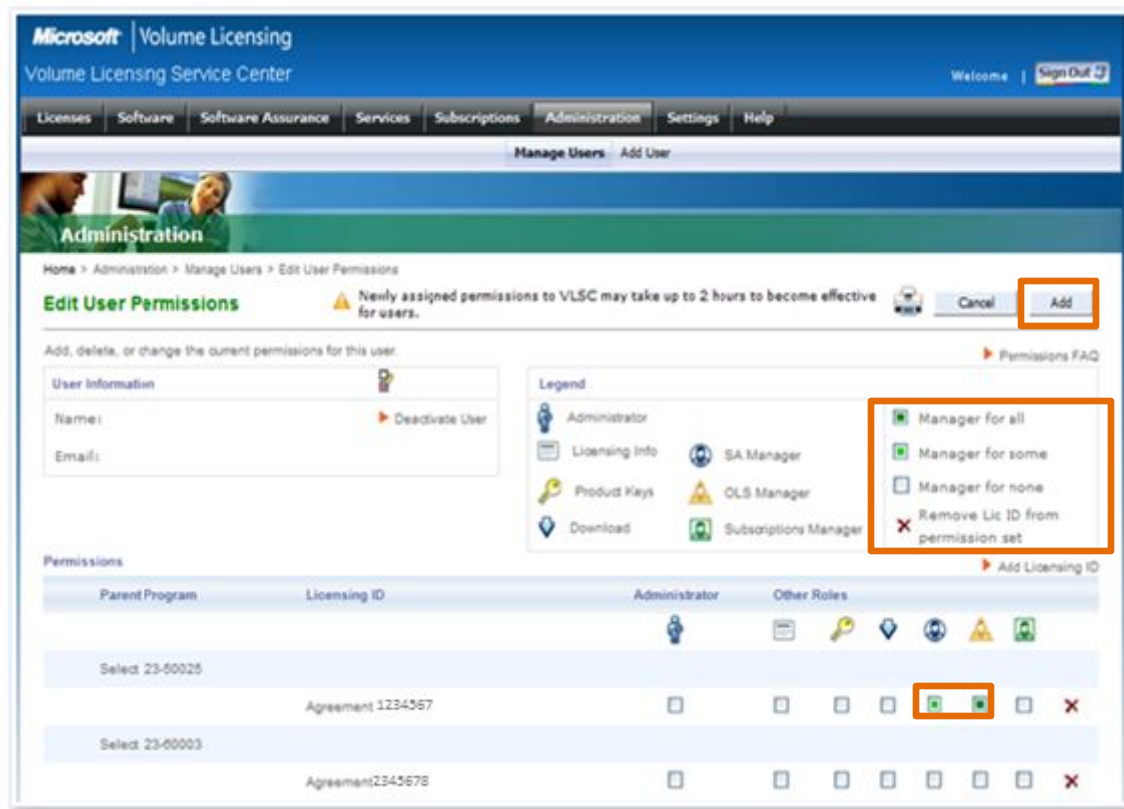 Microsoft | Volume Licensing
Volume Licensing Service Center
Welcome | Sign Out
Licenses Software Software Assurance Services Subscriptions Administration Settings Help
Manage Users Add User
Administration
Home > Administration > Manage Users > Edit User Permissions
Edit User Permissions
Newly assigned permissions to VLSC may take up to 2 hours to become effective
for users.
Cancel Add
Add, delete, or change the current permissions for this user.
Permissions FAQ
User Information
Name:
Deactivate User
Email:
Legend
Administrator
Licensing Info
SA Manager
Product Keys
OLS Manager
Download
Subscriptions Manager
Manager for all
Manager for some
Manager for none
Remove Lic ID from
permission set
Permissions
Add Licensing ID
Parent Program Licensing ID Administrator Other Roles
Select 23-50025
Agreement 1234567
Select 23-60003
Agreement2345678